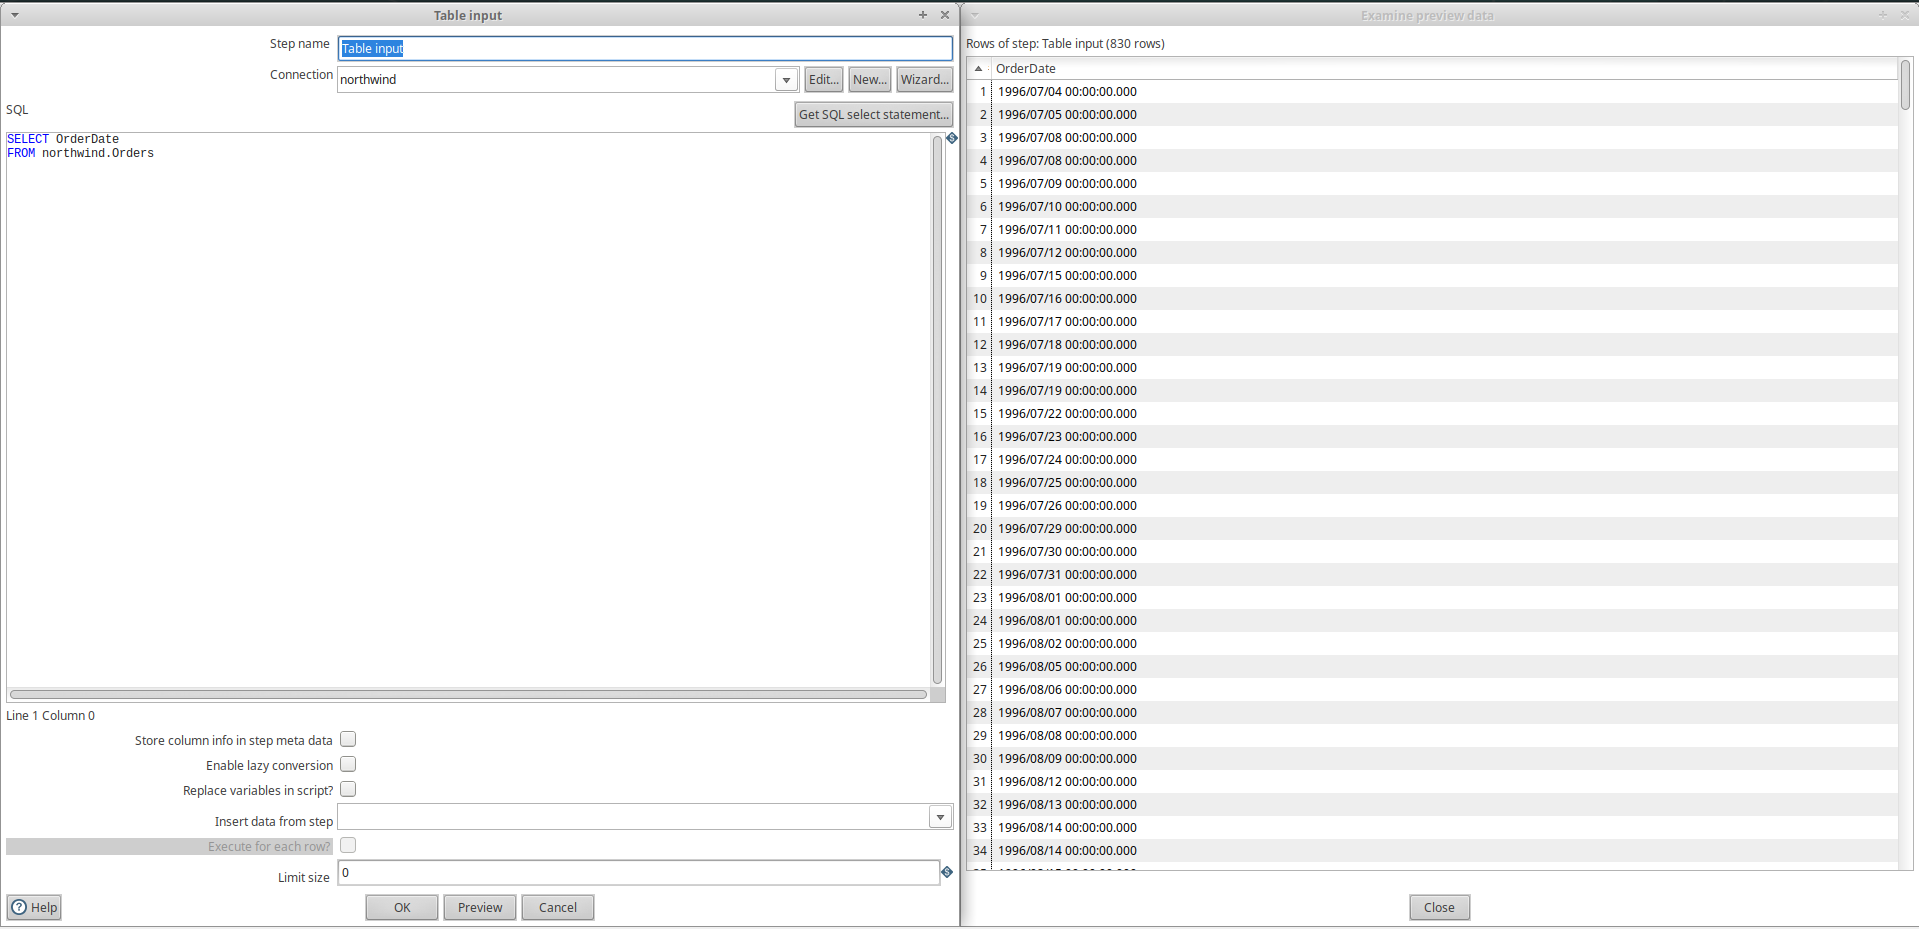 Table input
Step name Table input
Connection northwind Edit... New... Wizard...
SQL Get SQL select statement...
SELECT OrderDate
FROM northwind.Orders
Line 1 Column 0
Store column info in step meta data
Enable lazy conversion
Replace variables in script?
Insert data from step
Execute for each row?
Limit size 0
Help OK Preview Cancel
Examine preview data
Rows of step: Table input (830 rows)
OrderDate
1 1996/07/04 00:00:00.000
2 1996/07/05 00:00:00.000
3 1996/07/08 00:00:00.000
4 1996/07/08 00:00:00.000
5 1996/07/09 00:00:00.000
6 1996/07/10 00:00:00.000
7 1996/07/11 00:00:00.000
8 1996/07/12 00:00:00.000
9 1996/07/15 00:00:00.000
10 1996/07/16 00:00:00.000
11 1996/07/17 00:00:00.000
12 1996/07/18 00:00:00.000
13 1996/07/19 00:00:00.000
14 1996/07/19 00:00:00.000
15 1996/07/22 00:00:00.000
16 1996/07/23 00:00:00.000
17 1996/07/24 00:00:00.000
18 1996/07/25 00:00:00.000
19 1996/07/26 00:00:00.000
20 1996/07/29 00:00:00.000
21 1996/07/30 00:00:00.000
22 1996/07/31 00:00:00.000
23 1996/08/01 00:00:00.000
24 1996/08/01 00:00:00.000
25 1996/08/02 00:00:00.000
26 1996/08/05 00:00:00.000
27 1996/08/06 00:00:00.000
28 1996/08/07 00:00:00.000
29 1996/08/08 00:00:00.000
30 1996/08/09 00:00:00.000
31 1996/08/12 00:00:00.000
32 1996/08/13 00:00:00.000
33 1996/08/14 00:00:00.000
34 1996/08/14 00:00:00.000
Close